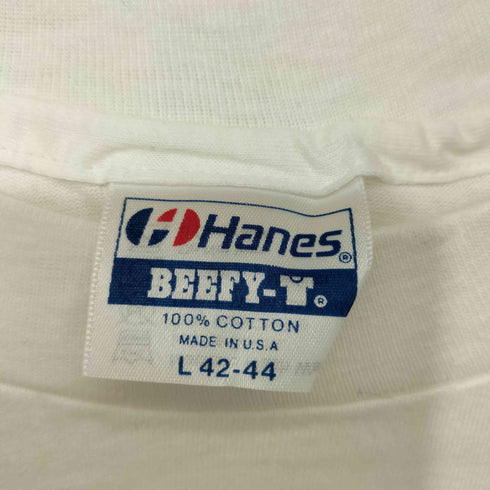 Hanes®
BEEFY-T®
100% COTTON
MADE IN U.S.A
L 42-44